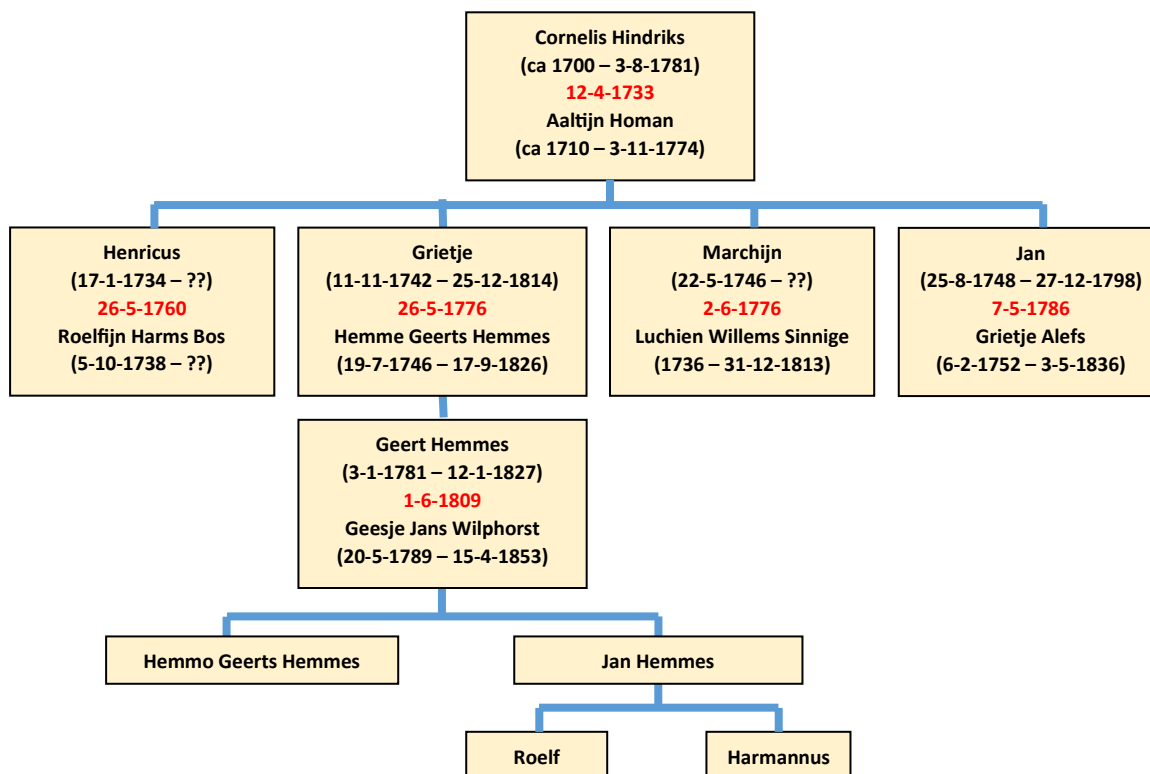 Cornelis Hindriks
(ca 1700 – 3-8-1781)
12-4-1733
Aaltijn Homan
(ca 1710 – 3-11-1774)
Henricus
(17-1-1734 – ??)
26-5-1760
Roelfijn Harms Bos
(5-10-1738 – ??)
Grietje
(11-11-1742 – 25-12-1814)
26-5-1776
Hemme Geerts Hemmes
(19-7-1746 – 17-9-1826)
Marchijn
(22-5-1746 – ??)
2-6-1776
Luchien Willems Sinnige
(1736 – 31-12-1813)
Jan
(25-8-1748 – 27-12-1798)
7-5-1786
Grietje Alefs
(6-2-1752 – 3-5-1836)
Geert Hemmes
(3-1-1781 – 12-1-1827)
1-6-1809
Geesje Jans Wilphorst
(20-5-1789 – 15-4-1853)
Hemmo Geerts Hemmes
Jan Hemmes
Roelf
Harmannus